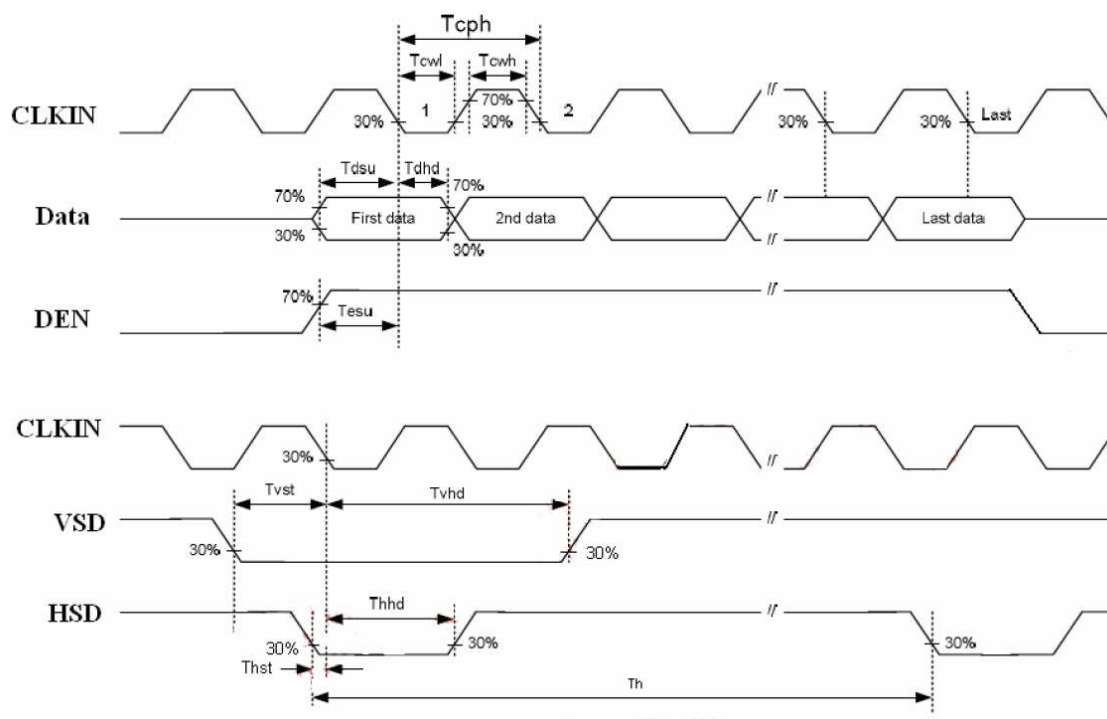 Tcph
Tcwl Tcwh
CLKIN 30% 1 70% 30% 2 30% 30% Last
Tdsu Tdhd
70% 70%
Data First data 2nd data Last data
30% 30%
70%
DEN Tesu
CLKIN 30%
Tvst Tvhd
VSD
30% 30%
HSD Thhd
30% 30% 30%
Thst
Th